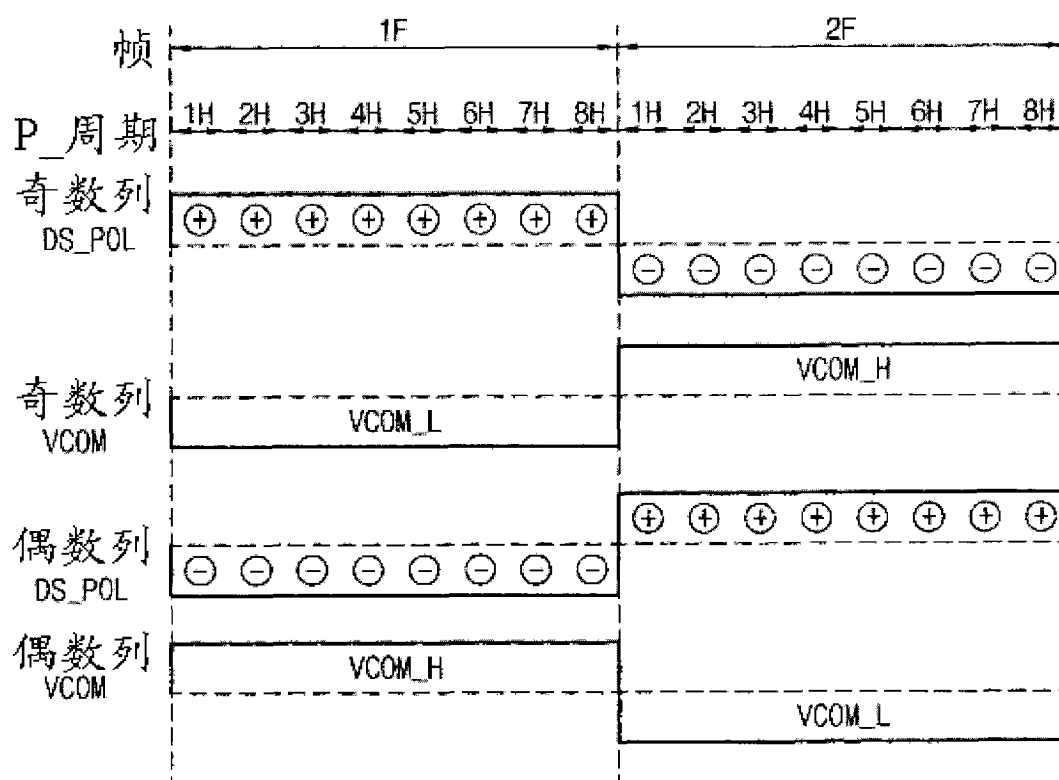 帧 1F 2F
P_周期 1H 2H 3H 4H 5H 6H 7H 8H 1H 2H 3H 4H 5H 6H 7H 8H
奇数列
DS_POL
+ + + + + + + +
- - - - - - - -
奇数列
VCOM
VCOM_L
VCOM_H
偶数列
DS_POL
- - - - - - - -
+ + + + + + + +
偶数列
VCOM
VCOM_H
VCOM_L